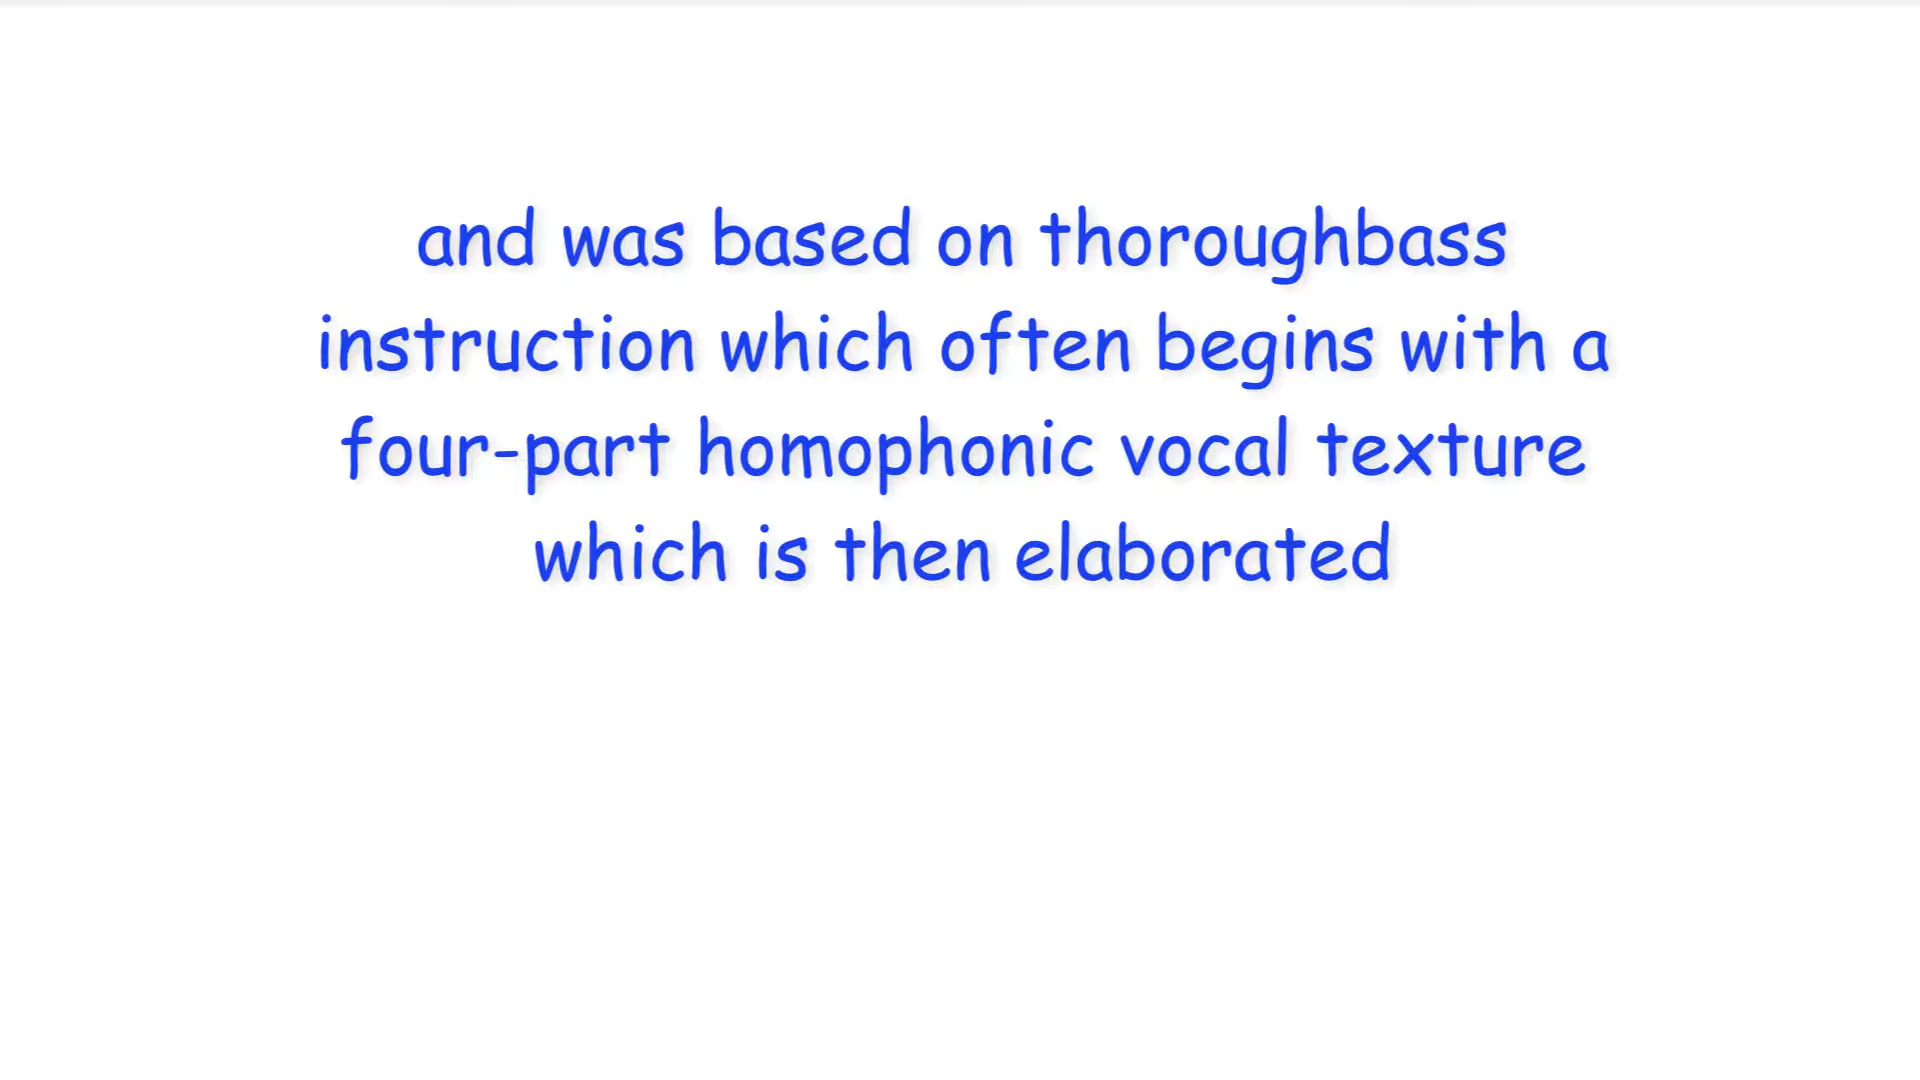 and was based on thoroughbass
instruction which often begins with a
four-part homophonic vocal texture
which is then elaborated